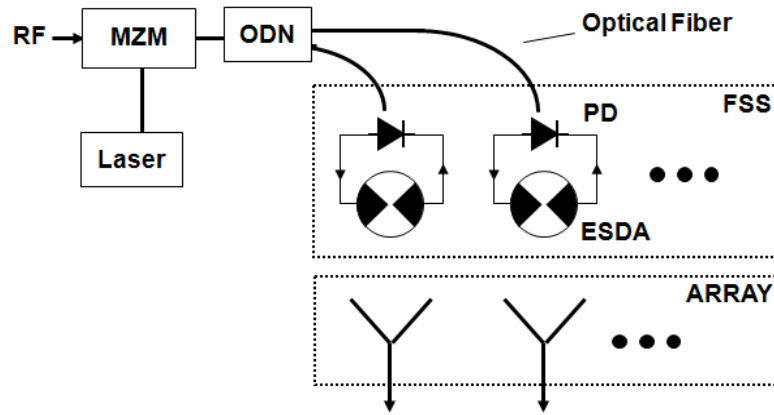 RF
MZM
ODN
Optical Fiber
Laser
PD
FSS
ESDA
ARRAY